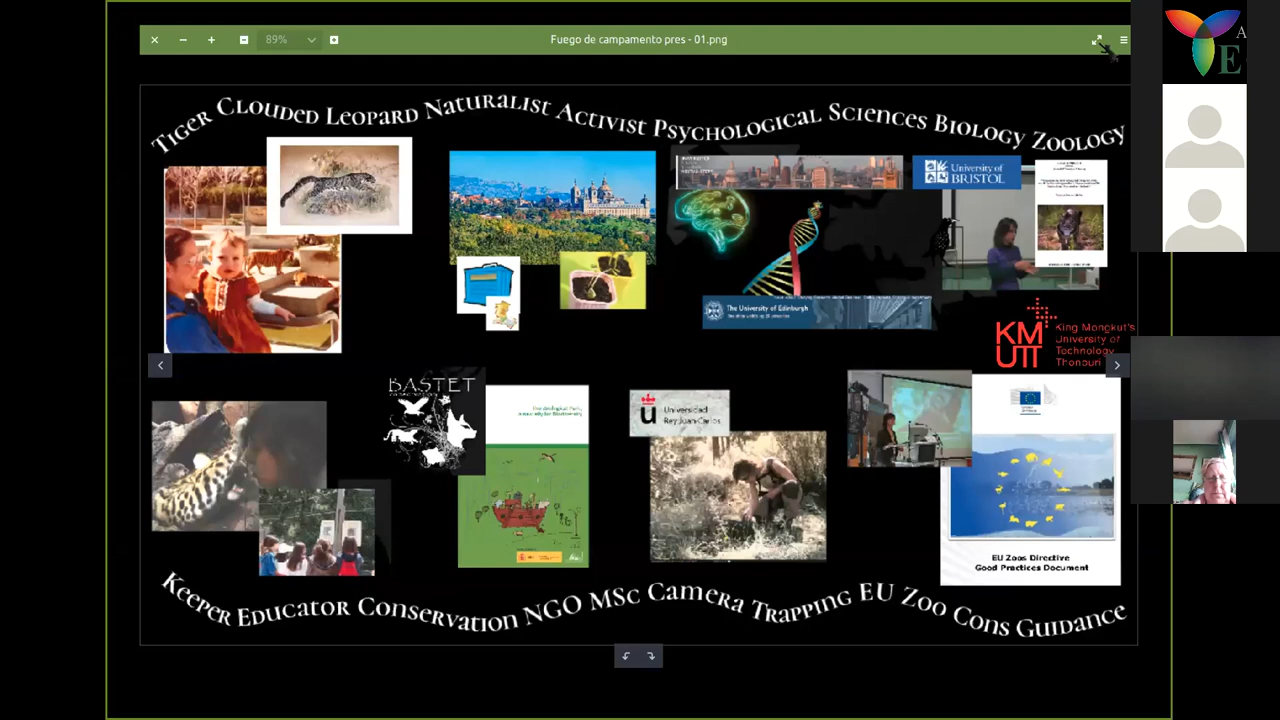 89%
Fuego de campamento pres - 01.png
A
E
Tiger Clouded Leopard Naturalist Activist Psychological Sciences Biology Zoology
University of
BRISTOL
The University of Edinburgh
KM
UTT
King Mongkut's
University of
Technology
Thonburi
BASTET
u
Universidad
Rey Juan Carlos
EU Zoos Directive
Good Practices Document
Keeper Educator Conservation NGO MSc Camera Trapping EU Zoo Cons Guidance